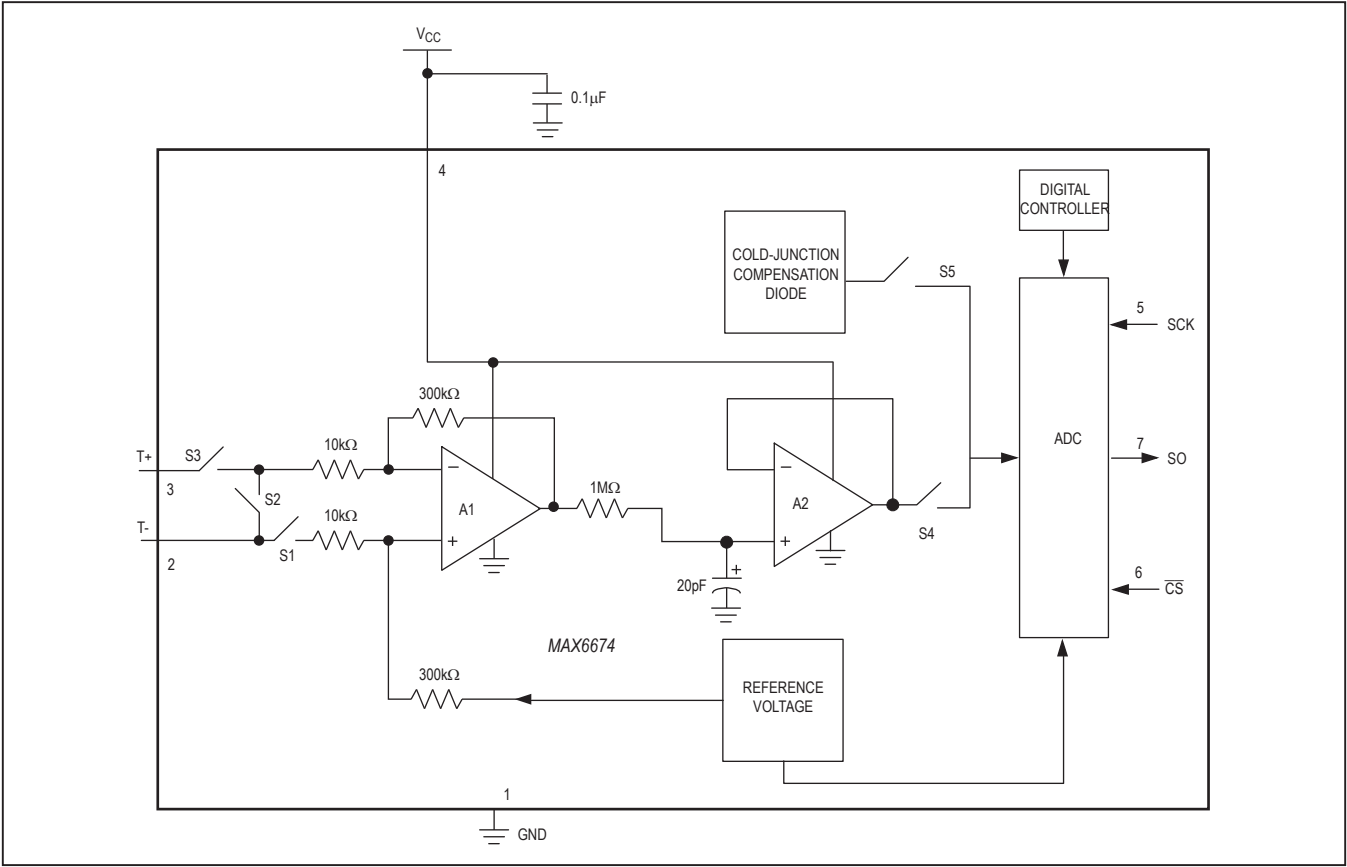 VCC
0.1µF
4
DIGITAL
CONTROLLER
COLD-JUNCTION
COMPENSATION
DIODE
S5
5
SCK
300kΩ
ADC
T+
S3
10kΩ
3
7
SO
S2
1MΩ
A1
A2
T-
S1
10kΩ
2
S4
20pF
+
6
CS
−
+
−
+
MAX6674
300kΩ
REFERENCE
VOLTAGE
1
GND